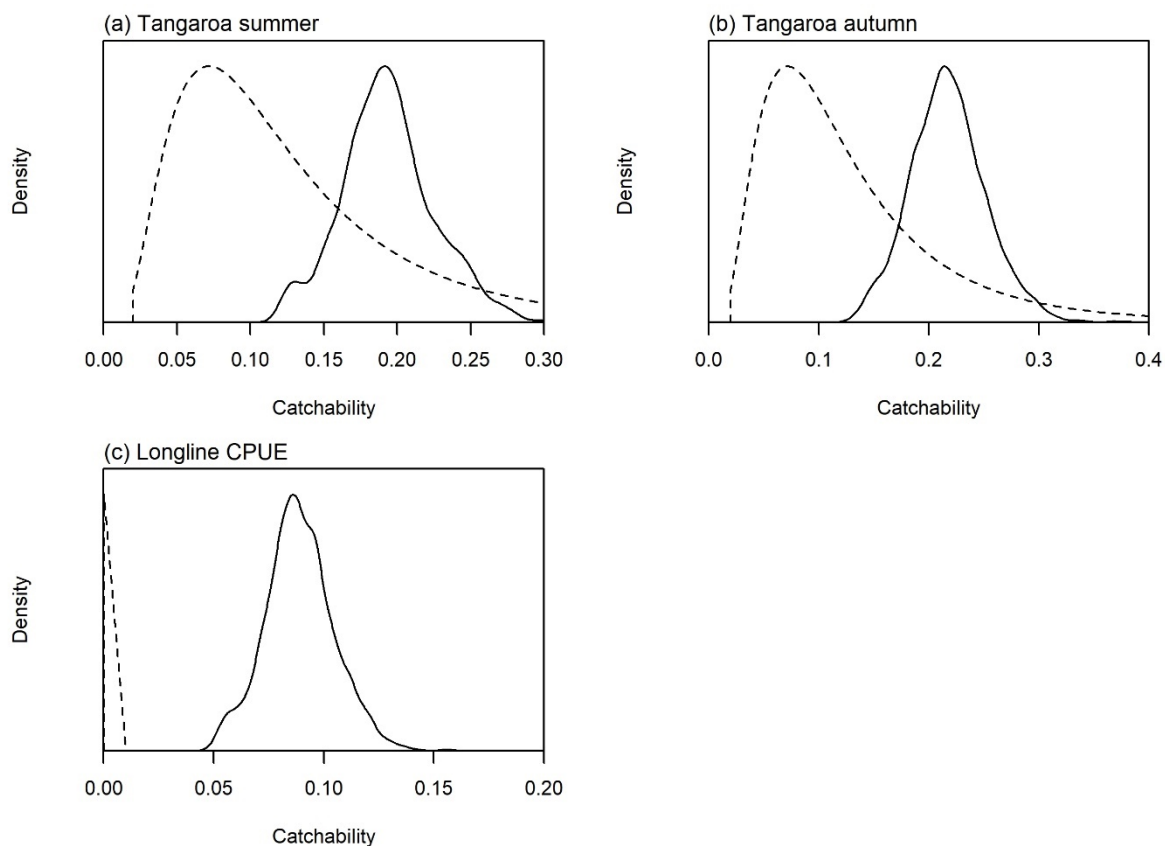 (a) Tangaroa summer
Density
0.00 0.05 0.10 0.15 0.20 0.25 0.30
Catchability
(b) Tangaroa autumn
Density
0.0 0.1 0.2 0.3 0.4
Catchability
(c) Longline CPUE
Density
0.00 0.05 0.10 0.15 0.20
Catchability